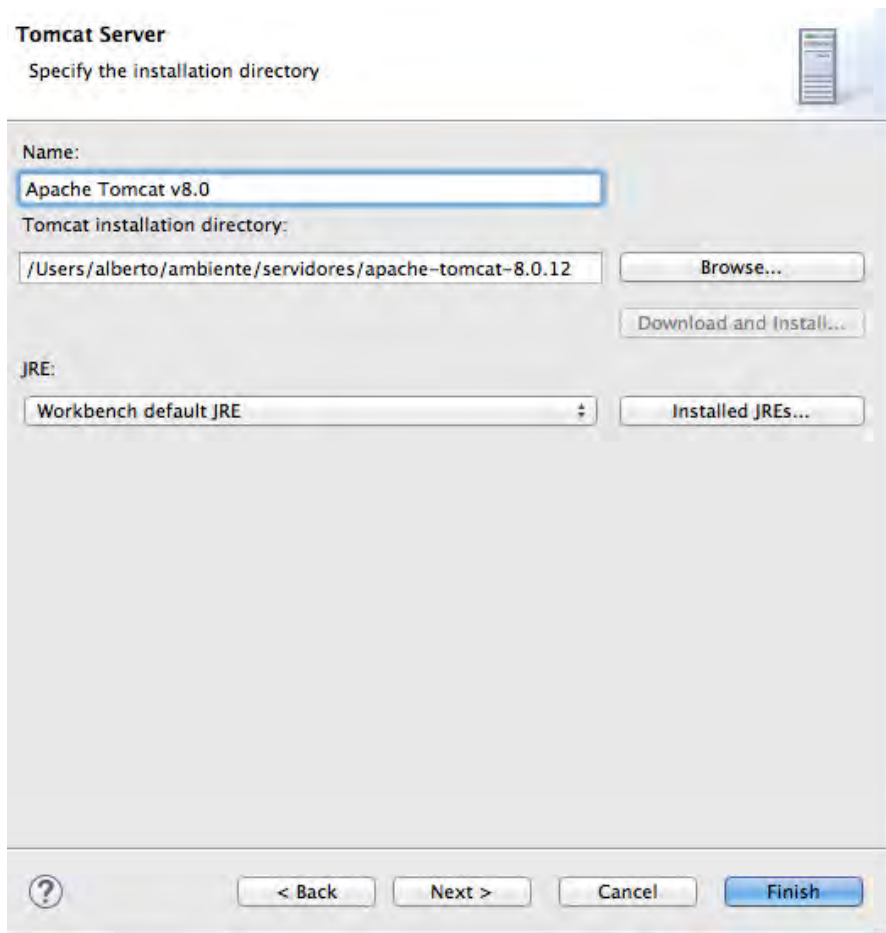 Tomcat Server
Specify the installation directory
Name:
Apache Tomcat v8.0
Tomcat installation directory:
/Users/alberto/ambiente/servidores/apache-tomcat-8.0.12
Browse...
Download and Install...
JRE:
Workbench default JRE
Installed JREs...
?
< Back
Next >
Cancel
Finish